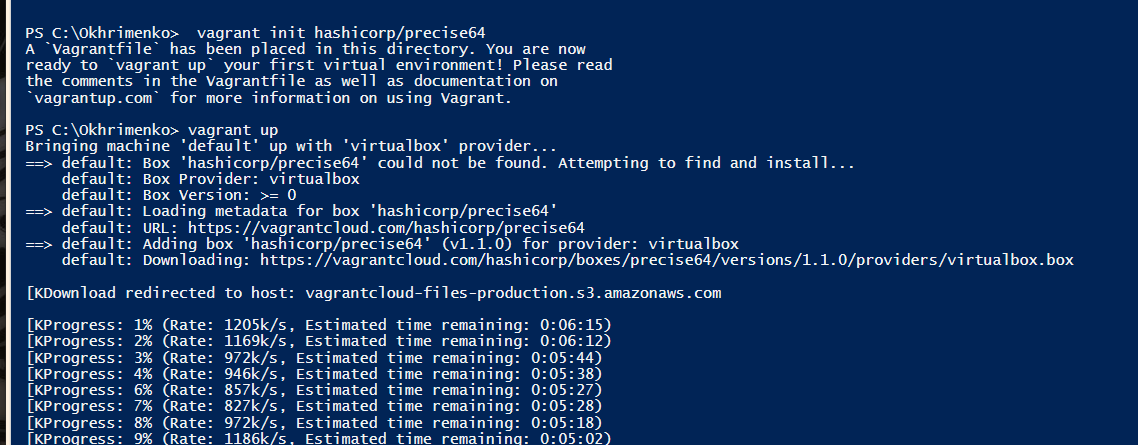 PS C:\Okhrimenko>  vagrant init hashicorp/precise64
A `Vagrantfile` has been placed in this directory. You are now
ready to `vagrant up` your first virtual environment! Please read
the comments in the Vagrantfile as well as documentation on
`vagrantup.com` for more information on using Vagrant.
PS C:\Okhrimenko> vagrant up
Bringing machine 'default' up with 'virtualbox' provider...
==> default: Box 'hashicorp/precise64' could not be found. Attempting to find and install...
    default: Box Provider: virtualbox
    default: Box Version: >= 0
==> default: Loading metadata for box 'hashicorp/precise64'
    default: URL: https://vagrantcloud.com/hashicorp/precise64
==> default: Adding box 'hashicorp/precise64' (v1.1.0) for provider: virtualbox
    default: Downloading: https://vagrantcloud.com/hashicorp/boxes/precise64/versions/1.1.0/providers/virtualbox.box
[KDownload redirected to host: vagrantcloud-files-production.s3.amazonaws.com
[KProgress: 1% (Rate: 1205k/s, Estimated time remaining: 0:06:15)
[KProgress: 2% (Rate: 1169k/s, Estimated time remaining: 0:06:12)
[KProgress: 3% (Rate: 972k/s, Estimated time remaining: 0:05:44)
[KProgress: 4% (Rate: 946k/s, Estimated time remaining: 0:05:38)
[KProgress: 6% (Rate: 857k/s, Estimated time remaining: 0:05:27)
[KProgress: 7% (Rate: 827k/s, Estimated time remaining: 0:05:28)
[KProgress: 8% (Rate: 972k/s, Estimated time remaining: 0:05:18)
[KProgress: 9% (Rate: 1186k/s, Estimated time remaining: 0:05:02)